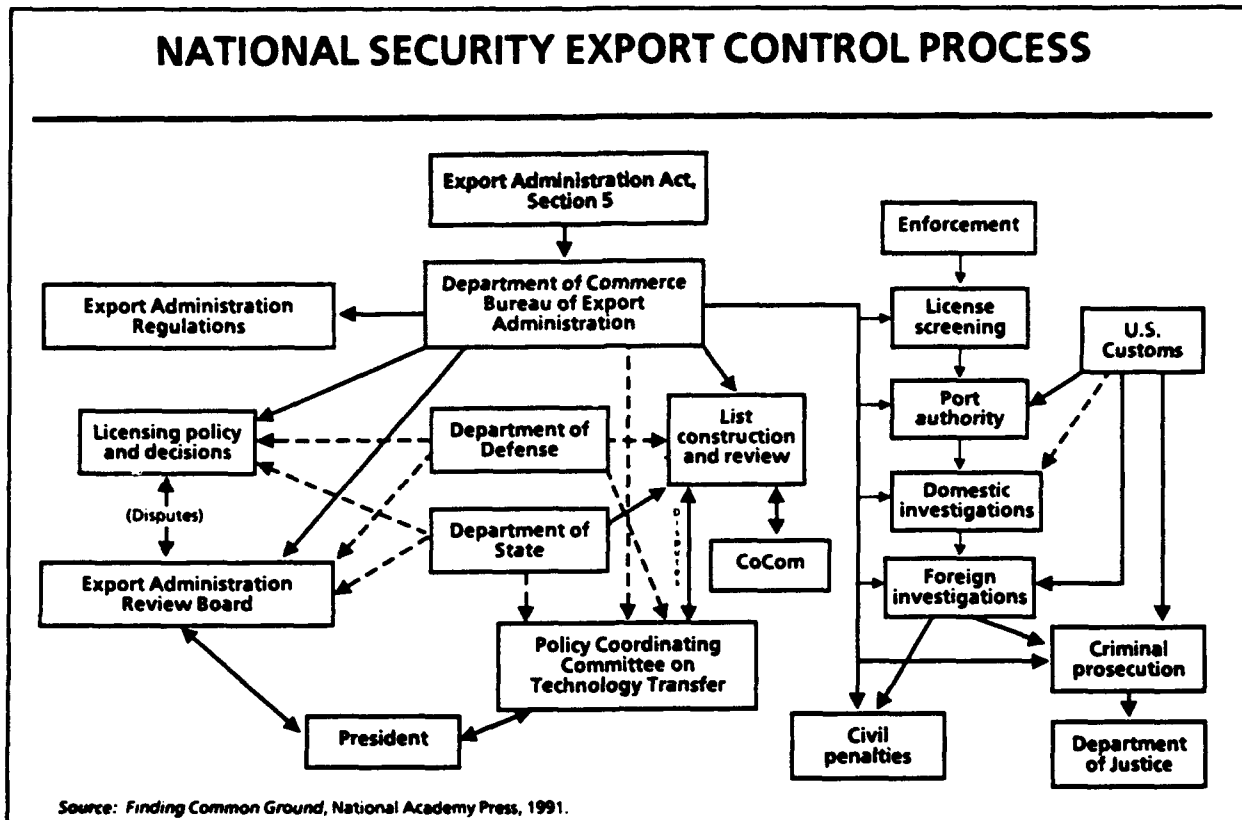 NATIONAL SECURITY EXPORT CONTROL PROCESS
Export Administration Act,
Section 5
Enforcement
Department of Commerce
Bureau of Export
Administration
Export Administration
Regulations
License
screening
U.S.
Customs
Port
authority
Licensing policy
and decisions
Department of
Defense
List
construction
and review
Domestic
investigations
(Disputes)
Department of
State
Disputes
CoCom
Export Administration
Review Board
Foreign
investigations
Policy Coordinating
Committee on
Technology Transfer
Criminal
prosecution
President
Civil
penalties
Department
of Justice
Source: Finding Common Ground, National Academy Press, 1991.